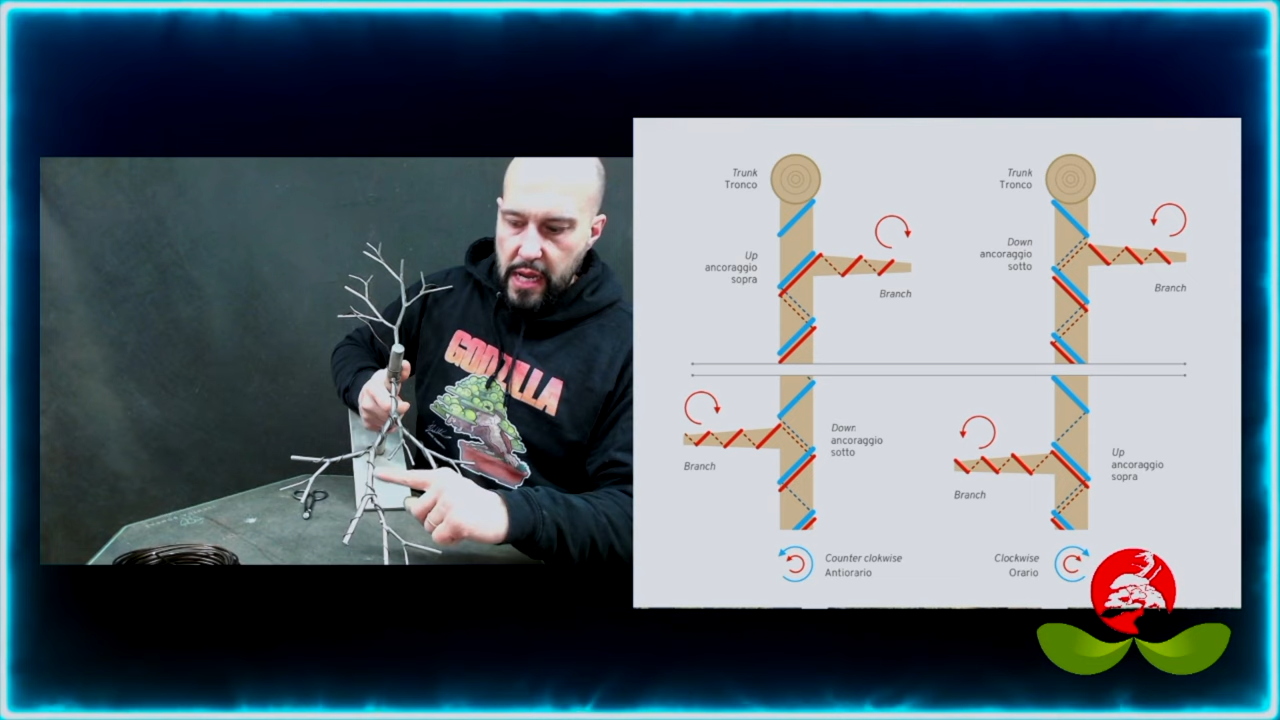 GODZILLA
Trunk
Tronco
Up
ancoraggio
sopra
Branch
Trunk
Tronco
Down
ancoraggio
sotto
Branch
Branch
Down
ancoraggio
sotto
Branch
Up
ancoraggio
sopra
Counter clokwise
Antiorario
Clockwise
Orario